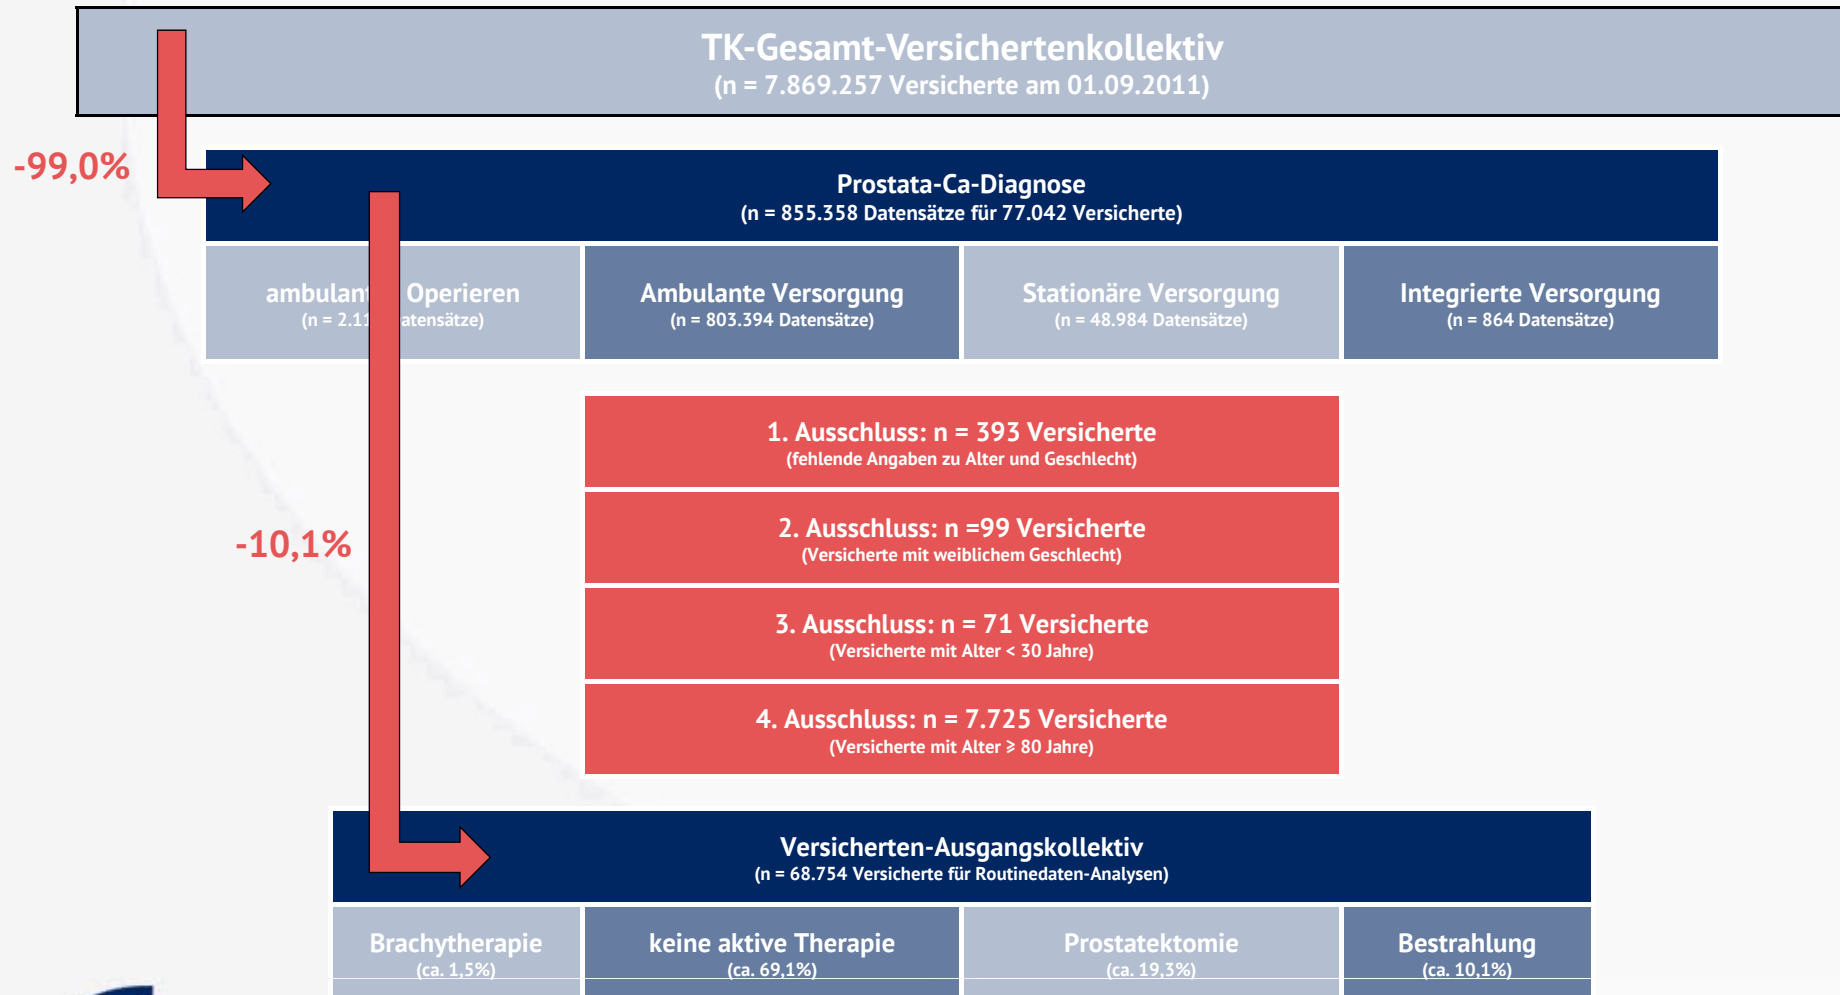 TK-Gesamt-Versichertenkollektiv
(n = 7.869.257 Versicherte am 01.09.2011)
-99,0%
Prostata-Ca-Diagnose
(n = 855.358 Datensätze für 77.042 Versicherte)
Operieren
(n =
Ambulante Versorgung
(n = 803.394 Datensätze)
Stationäre Versorgung
(n = 48.984 Datensätze)
Integrierte Versorgung
(n = 864 Datensätze)
1. Ausschluss: n = 393 Versicherte
(fehlende Angaben zu Alter und Geschlecht)
2. Ausschluss: n =99 Versicherte
(Versicherte mit weiblichem Geschlecht)
-10,1%
3. Ausschluss: n = 71 Versicherte
(Versicherte mit Alter < 30 Jahre)
4. Ausschluss: n = 7.725 Versicherte
(Versicherte mit Alter ≥ 80 Jahre)
Versicherten-Ausgangskollektiv
(n = 68.754 Versicherte für Routinedaten-Analysen)
Brachytherapie
(ca. 1,5%)
keine aktive Therapie
(ca. 69,1%)
Prostatektomie
(ca. 19,3%)
Bestrahlung
(ca. 10,1%)